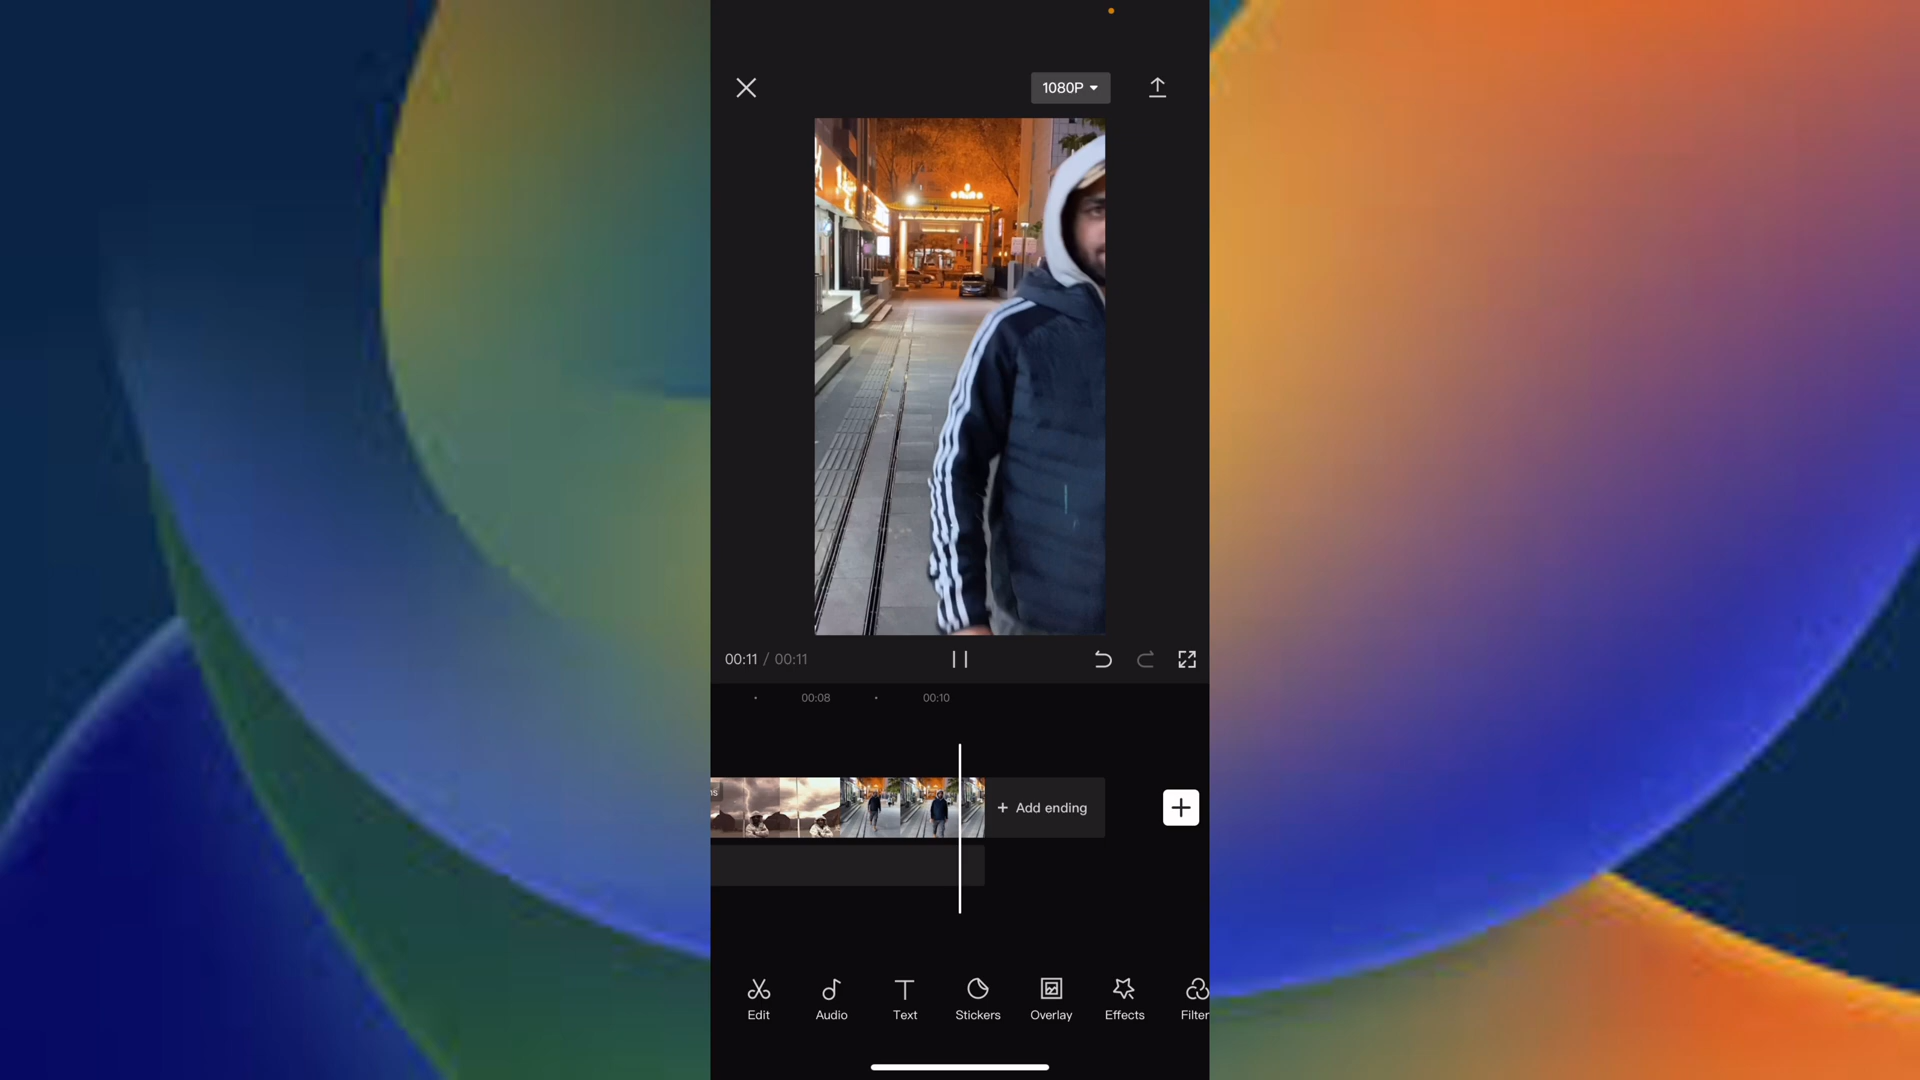 1080P
00:11 / 00:11
00:08
00:10
+ Add ending
Edit
Audio
Text
Stickers
Overlay
Effects
Filter